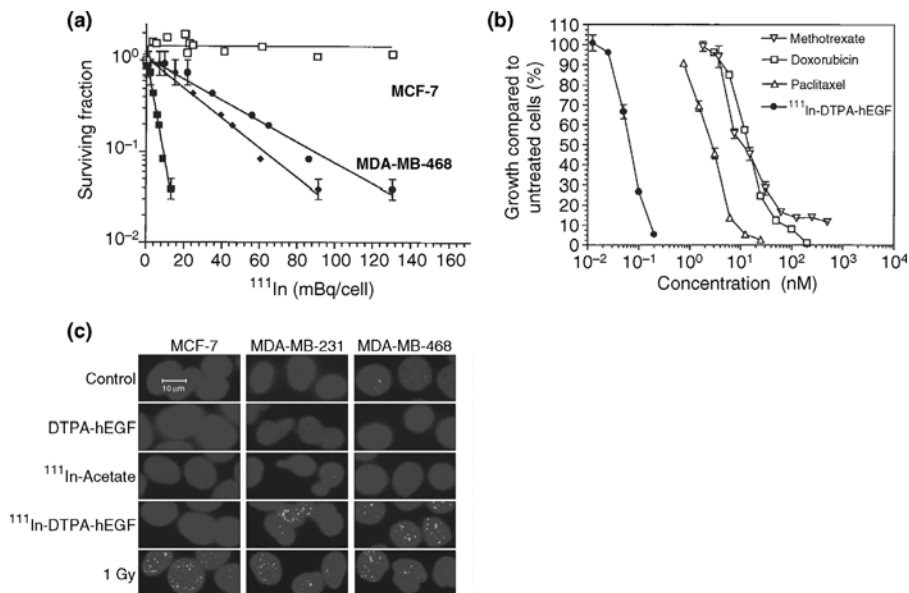 (a)
Surviving fraction
10⁰
10⁻¹
10⁻²
MCF-7
MDA-MB-468
0 20 40 60 80 100 120 140 160
¹¹¹In (mBq/cell)
(b)
Growth compared to
untreated cells (%)
110
100
90
80
70
60
50
40
30
20
10
0
Methotrexate
Doxorubicin
Paclitaxel
¹¹¹In-DTPA-hEGF
10⁻² 10⁻¹ 10⁰ 10¹ 10² 10³ 10⁴
Concentration (nM)
(c)
MCF-7 MDA-MB-231 MDA-MB-468
Control
10 μm
DTPA-hEGF
¹¹¹In-Acetate
¹¹¹In-DTPA-hEGF
1 Gy